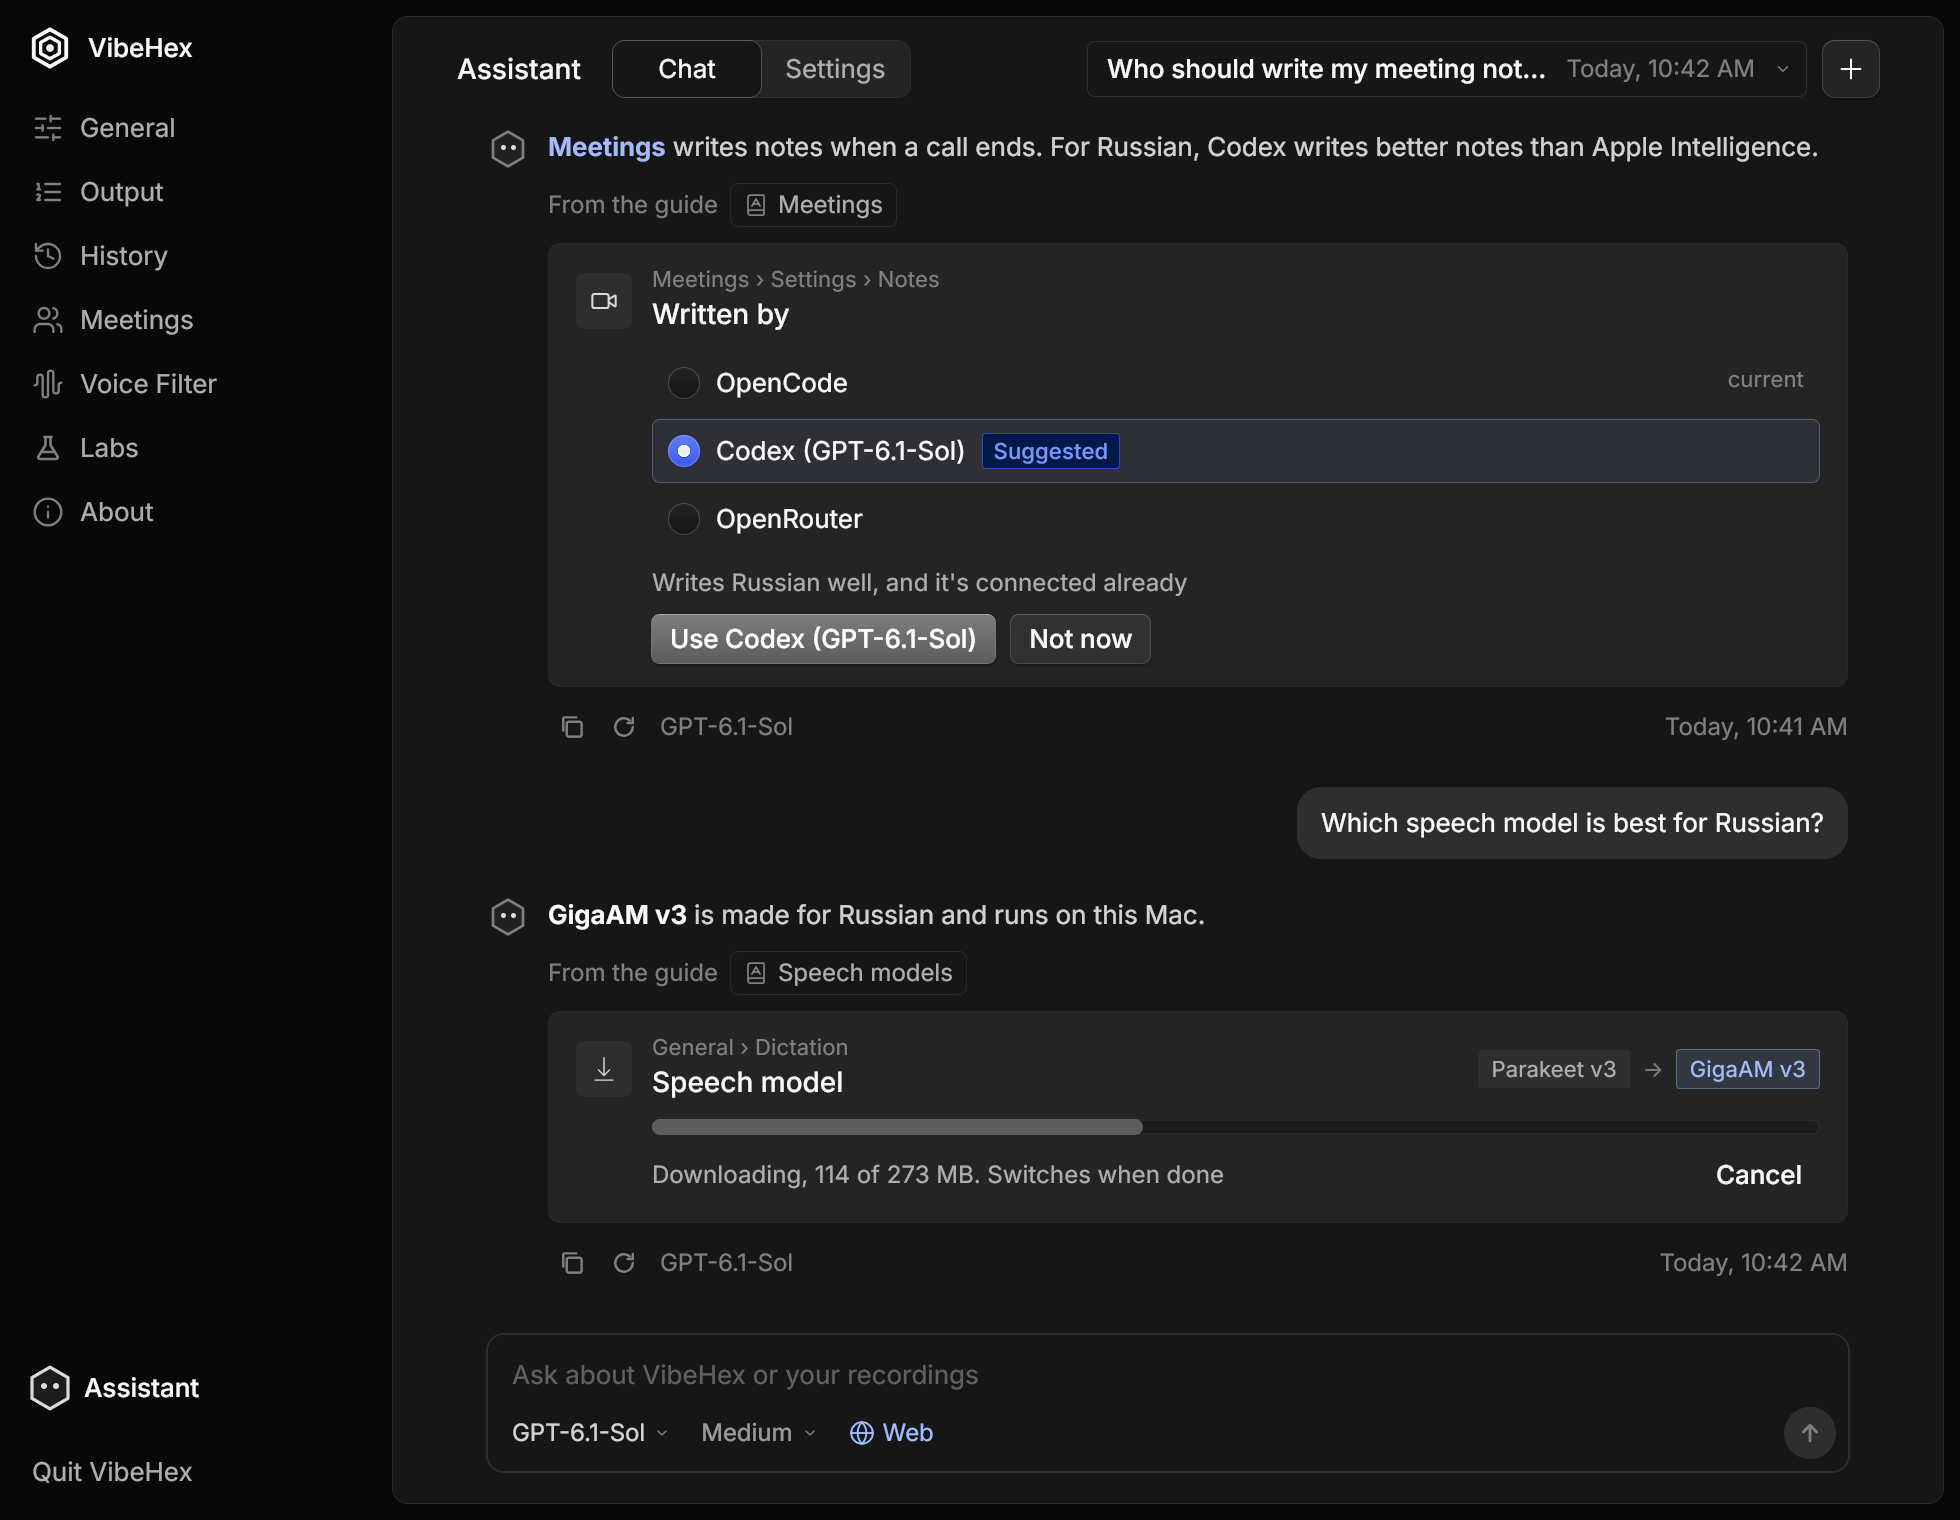 VibeHex
General
Output
History
Meetings
Voice Filter
Labs
About
Assistant
Quit VibeHex
Assistant
Chat
Settings
Who should write my meeting not... Today, 10:42 AM
Meetings writes notes when a call ends. For Russian, Codex writes better notes than Apple Intelligence.
From the guide Meetings
Meetings › Settings › Notes
Written by
OpenCode current
Codex (GPT-6.1-Sol) Suggested
OpenRouter
Writes Russian well, and it's connected already
Use Codex (GPT-6.1-Sol) Not now
GPT-6.1-Sol Today, 10:41 AM
Which speech model is best for Russian?
GigaAM v3 is made for Russian and runs on this Mac.
From the guide Speech models
General › Dictation
Speech model
Parakeet v3 → GigaAM v3
Downloading, 114 of 273 MB. Switches when done Cancel
GPT-6.1-Sol Today, 10:42 AM
Ask about VibeHex or your recordings
GPT-6.1-Sol Medium Web